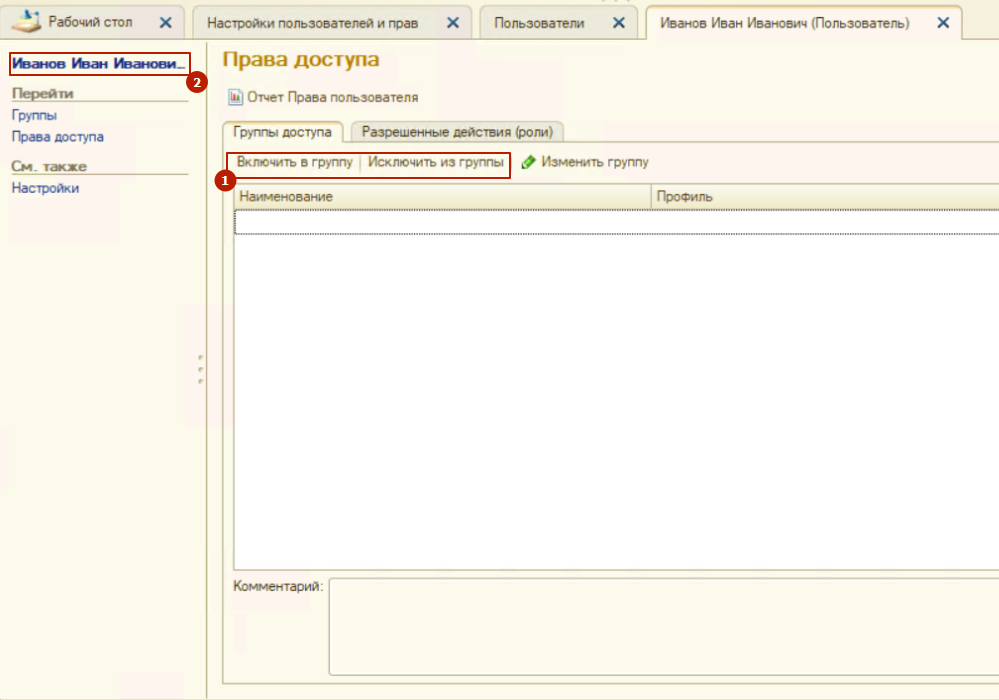 Рабочий стол
Настройки пользователей и прав
Пользователи
Иванов Иван Иванович (Пользователь)
Иванов Иван Иванови...
2
Перейти
Группы
Права доступа
См. также
Настройки
Права доступа
Отчет Права пользователя
Группы доступа
Разрешенные действия (роли)
Включить в группу
Исключить из группы
Изменить группу
1
Наименование
Профиль
Комментарий: